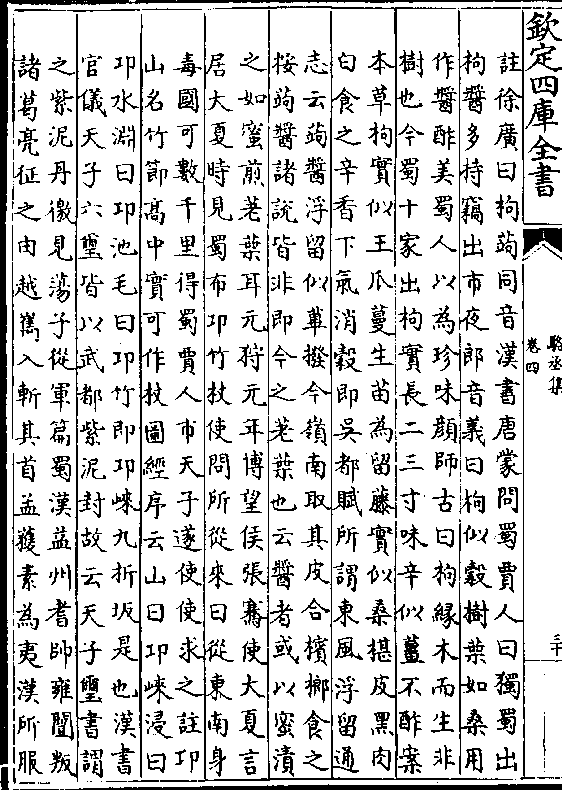 欽定四庫全書
卷四
三十
註徐廣曰枸蒟同音漢書唐蒙問蜀賈人曰獨蜀出
枸醬多持竊出市夜郎音義曰枸似榖樹葉如桑用
作醬酢美蜀人以為珍味顔師古曰枸緣木而生非
樹也今蜀十家出枸實長二三寸味辛似薑不酢案
本草枸實似王瓜蔓生苗為留藤實似桑椹皮黑肉
白食之辛香下氣消穀即吳都賦所謂東風浮留通
志云蒟醬浮留似蓽撥今嶺南取其皮合檳榔食之
按蒟醬諸説皆非即今之荖葉也云醬者或以蜜漬
之如蜜煎荖葉耳元狩元年博望侯張騫使大夏言
居大夏時見蜀布邛竹杖使問所從來曰從東南身
毒國可數千里得蜀賈人市天子遂使使求之註邛
山名竹節髙中實可作杖圖經序云山曰邛崍浸曰
邛水淵曰邛池毛曰邛竹即邛崍九折坂是也漢書
官儀天子六璽皆以武都紫泥封故云天子璽書謂
之紫泥丹徼見蕩子從軍篇蜀漢益州耆帥雍闓叛
諸葛亮征之由越嶲入斬其首孟獲素為夷漢所服